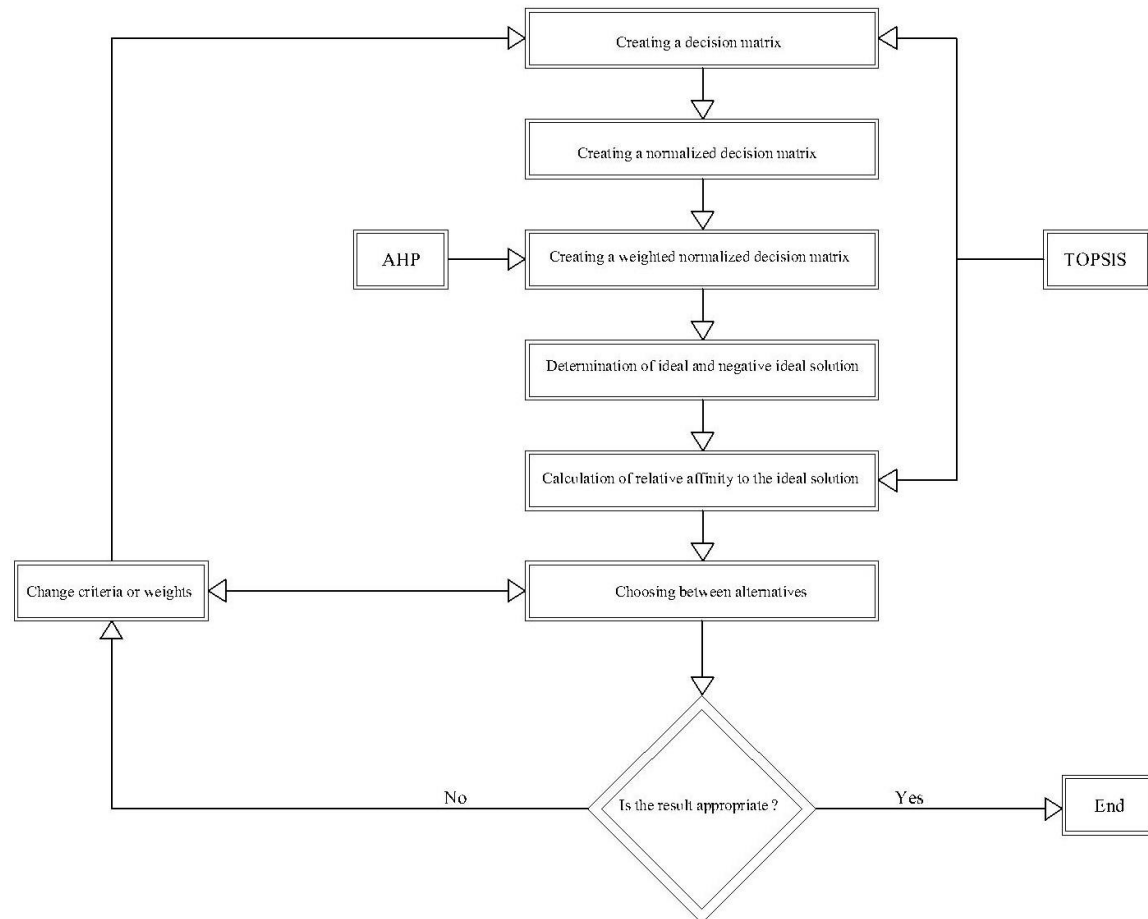 Creating a decision matrix
Creating a normalized decision matrix
AHP
Creating a weighted normalized decision matrix
TOPSIS
Determination of ideal and negative ideal solution
Calculation of relative affinity to the ideal solution
Change criteria or weights
Choosing between alternatives
No
Is the result appropriate ?
Yes
End